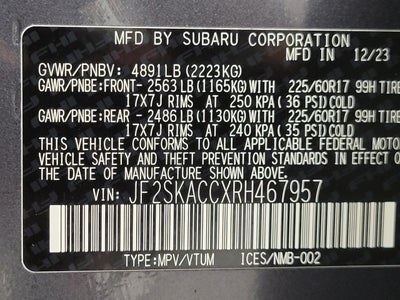 MFD BY SUBARU CORPORATION
MFD IN 12/23
GVWR/PNBV: 4891LB (2223KG)
GAWR/PNBE:FRONT- 2563 LB (1165KG)WITH 225/60R17 99H TIRE
17X7J RIMS AT 250 KPA (36 PSI)COLD
GAWR/PNBE:REAR - 2486 LB (1130KG)WITH 225/60R17 99H TIRE
17X7J RIMS AT 240 KPA (35 PSI)COLD
THIS VEHICLE CONFORMS TO ALL APPLICABLE FEDERAL MOTOR
SAFETY, BUMPER, AND THEFT PREVENTION STANDARDS IN EFFECT
THE DATE OF MANUFACTURE SHOWN ABOVE.
VIN: JF2SKACCXRH467957
TYPE:MPV/VTUM ICES/NMB-002